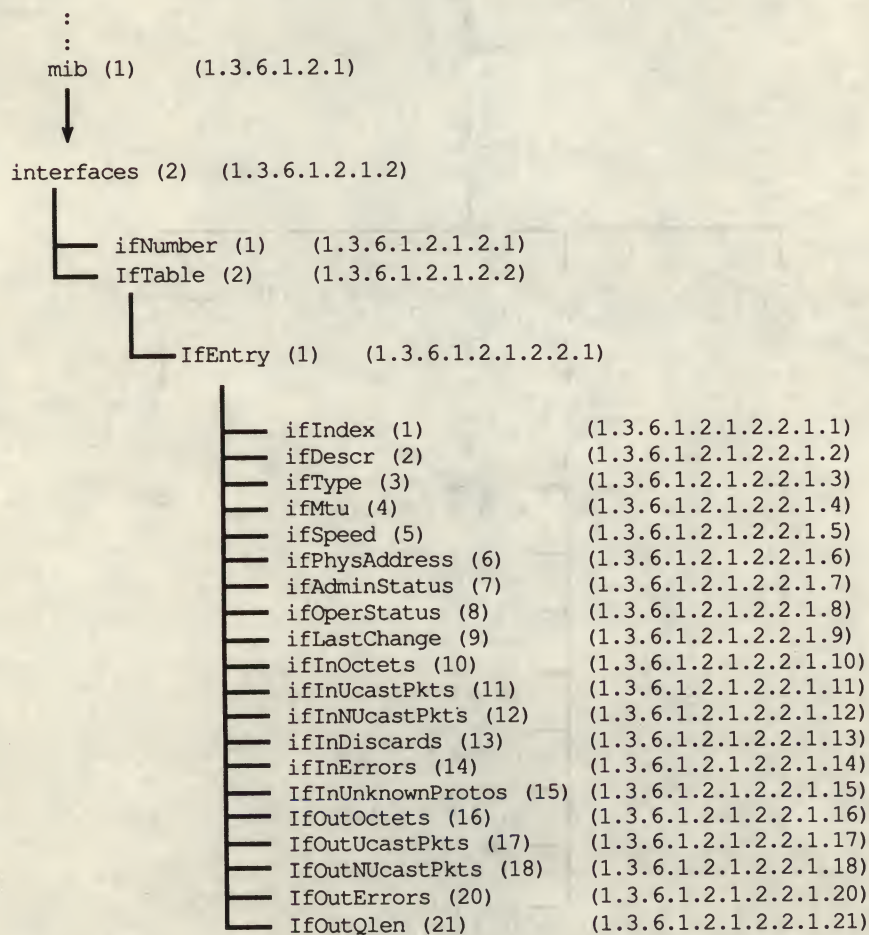 :
:
mib (1) (1.3.6.1.2.1)
interfaces (2) (1.3.6.1.2.1.2)
ifNumber (1) (1.3.6.1.2.1.2.1)
IfTable (2) (1.3.6.1.2.1.2.2)
IfEntry (1) (1.3.6.1.2.1.2.2.1)
ifIndex (1) (1.3.6.1.2.1.2.2.1.1)
ifDescr (2) (1.3.6.1.2.1.2.2.1.2)
ifType (3) (1.3.6.1.2.1.2.2.1.3)
ifMtu (4) (1.3.6.1.2.1.2.2.1.4)
ifSpeed (5) (1.3.6.1.2.1.2.2.1.5)
ifPhysAddress (6) (1.3.6.1.2.1.2.2.1.6)
ifAdminStatus (7) (1.3.6.1.2.1.2.2.1.7)
ifOperStatus (8) (1.3.6.1.2.1.2.2.1.8)
ifLastChange (9) (1.3.6.1.2.1.2.2.1.9)
ifInOctets (10) (1.3.6.1.2.1.2.2.1.10)
ifInUcastPkts (11) (1.3.6.1.2.1.2.2.1.11)
ifInNUcastPkts (12) (1.3.6.1.2.1.2.2.1.12)
ifInDiscards (13) (1.3.6.1.2.1.2.2.1.13)
ifInErrors (14) (1.3.6.1.2.1.2.2.1.14)
IfInUnknownProtos (15) (1.3.6.1.2.1.2.2.1.15)
IfOutOctets (16) (1.3.6.1.2.1.2.2.1.16)
IfOutUcastPkts (17) (1.3.6.1.2.1.2.2.1.17)
IfOutNUcastPkts (18) (1.3.6.1.2.1.2.2.1.18)
IfOutErrors (20) (1.3.6.1.2.1.2.2.1.20)
IfOutQlen (21) (1.3.6.1.2.1.2.2.1.21)